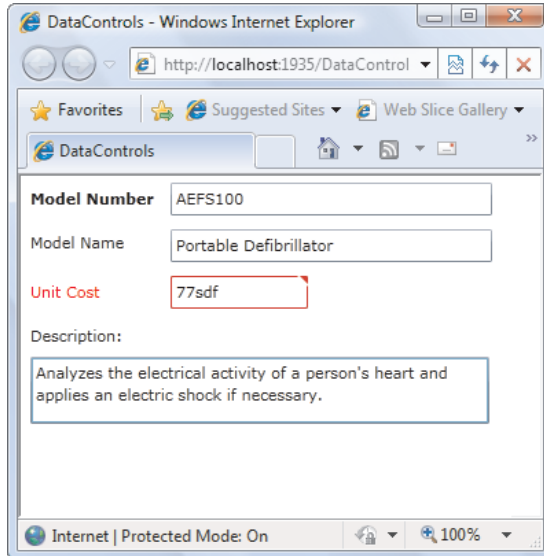 DataControls - Windows Internet Explorer
http://localhost:1935/DataControl
Favorites Suggested Sites Web Slice Gallery
DataControls
Model Number AEFS100
Model Name Portable Defibrillator
Unit Cost 77sdf
Description:
Analyzes the electrical activity of a person's heart and
applies an electric shock if necessary.
Internet | Protected Mode: On 100%